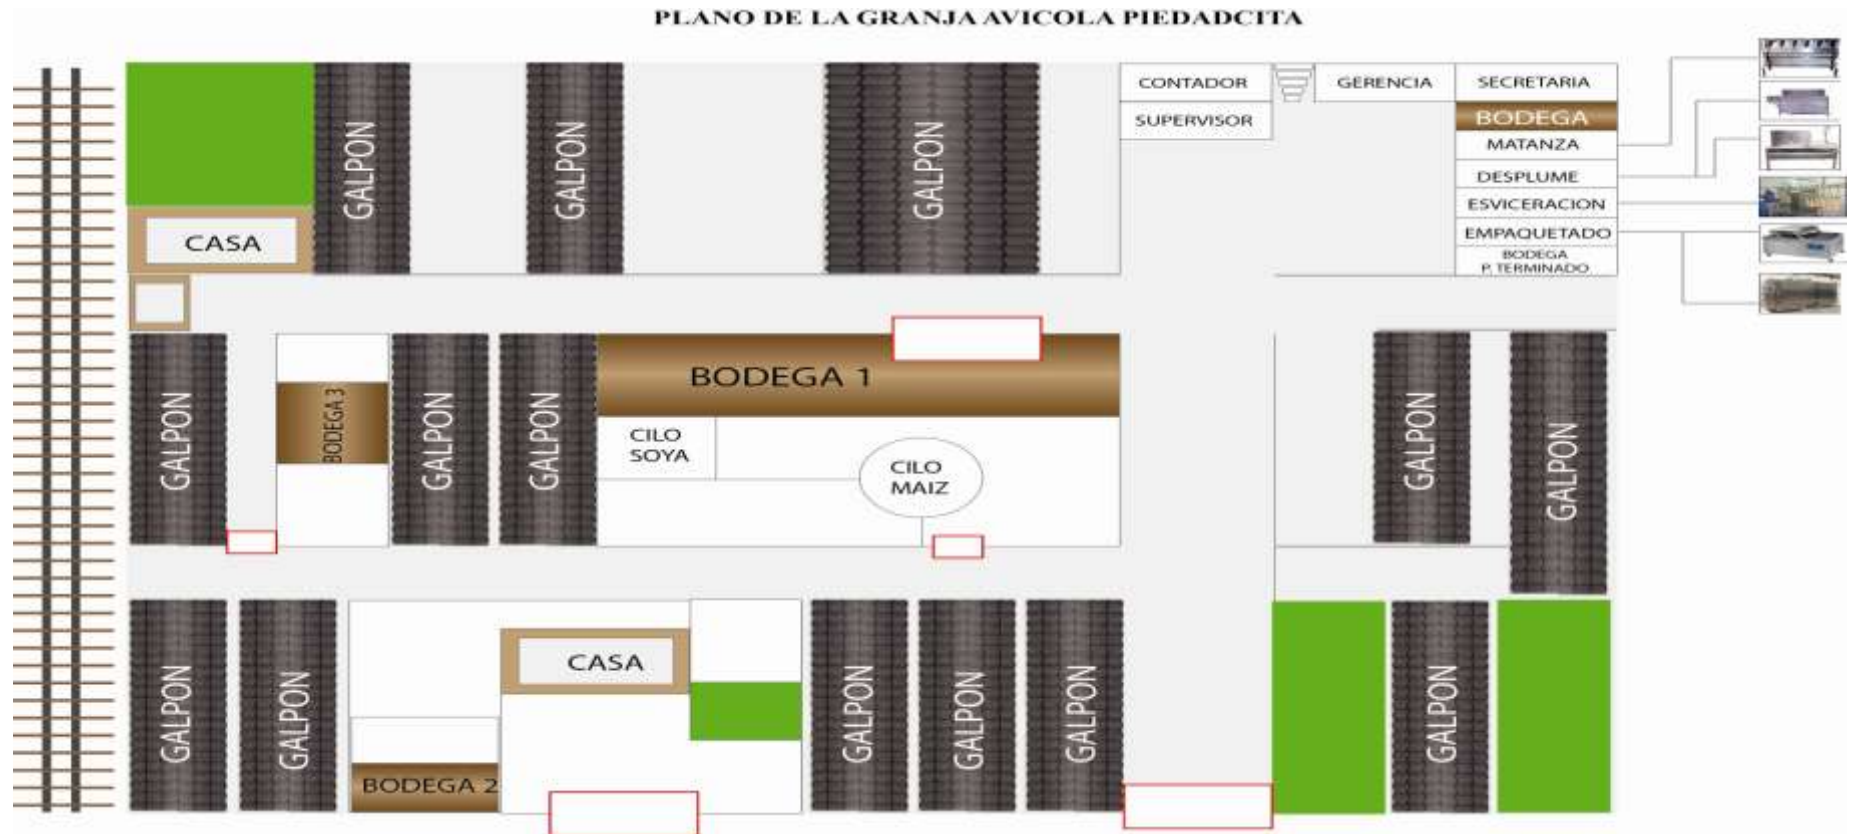 PLANO DE LA GRANJA AVICOLA PIEDADCITA
GALPON
GALPON
GALPON
CONTADOR
GERENCIA
SECRETARIA
SUPERVISOR
BODEGA
MATANZA
DESPLUME
ESVICERACION
EMPAQUETADO
BODEGA
P. TERMINADO
CASA
GALPON
BODEGA 3
GALPON
GALPON
BODEGA 1
CILO
SOYA
CILO
MAIZ
GALPON
GALPON
GALPON
GALPON
CASA
BODEGA 2
GALPON
GALPON
GALPON
GALPON